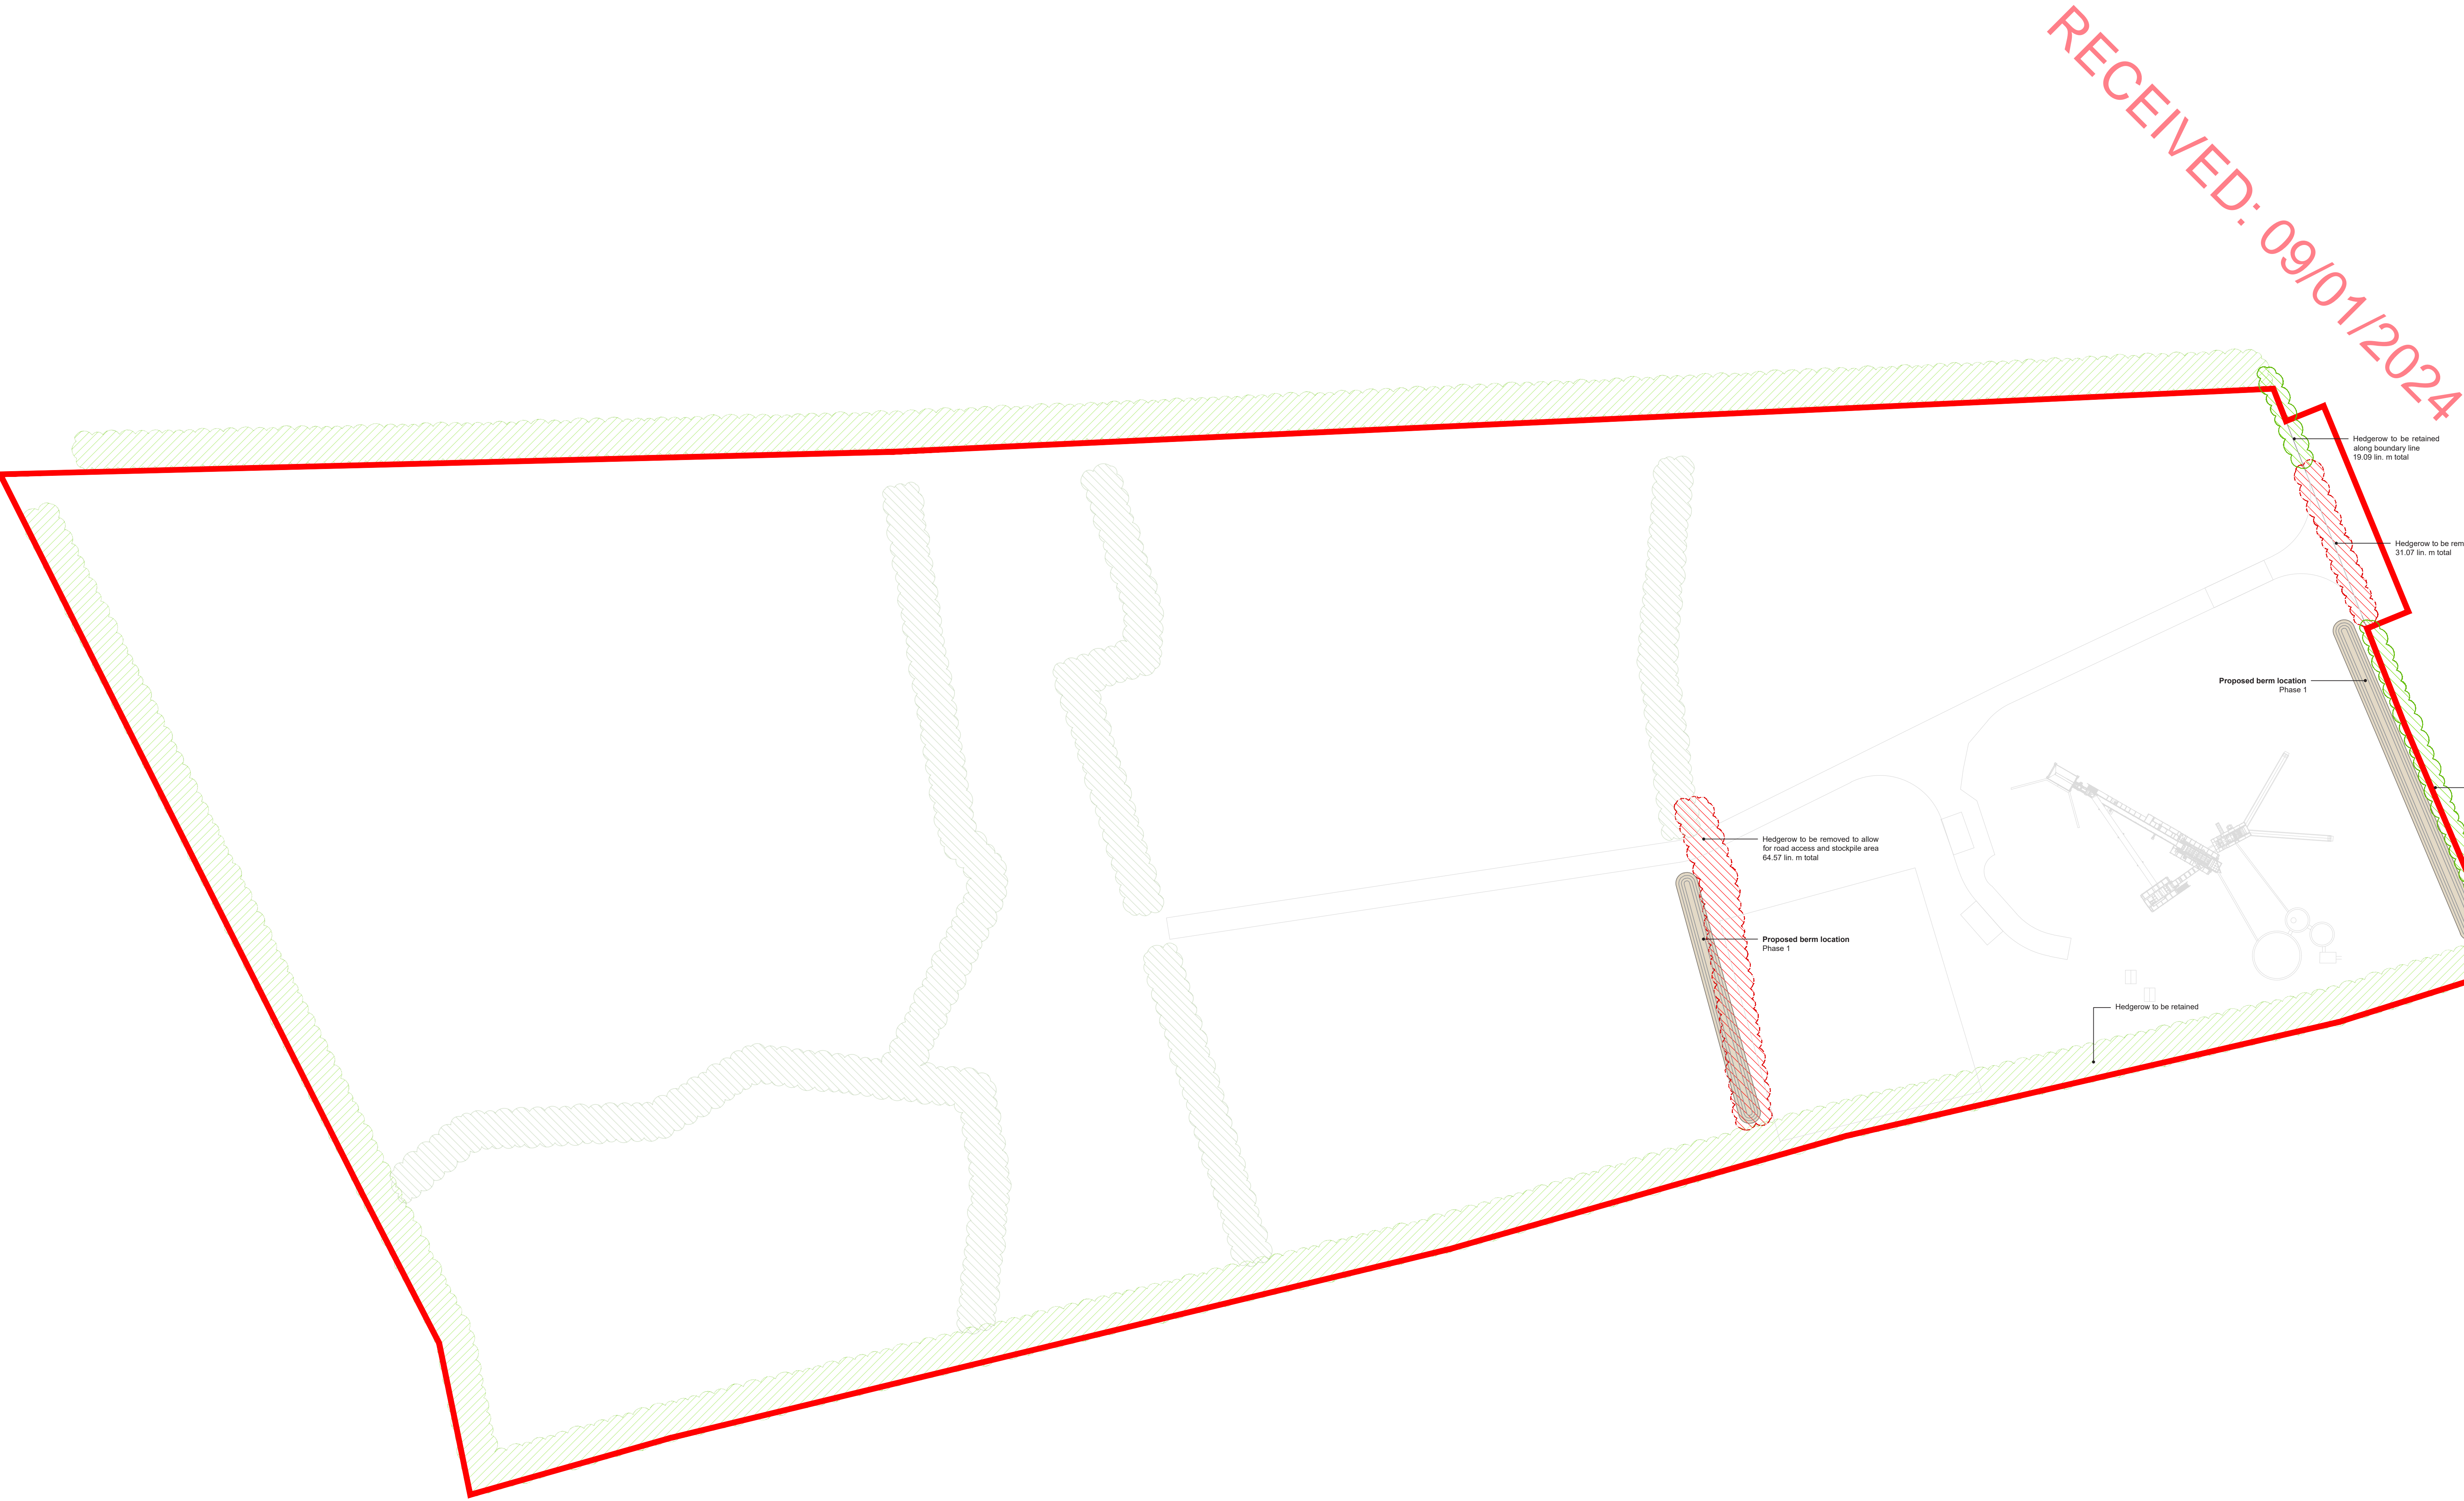 RECEIVED: 09/01/2024
Hedgerow to be retained
along boundary line
19.09 lin. m total
Hedgerow to be rem
31.07 lin. m total
Proposed berm location
Phase 1
Hedgerow to be removed to allow
for road access and stockpile area
64.57 lin. m total
Proposed berm location
Phase 1
Hedgerow to be retained